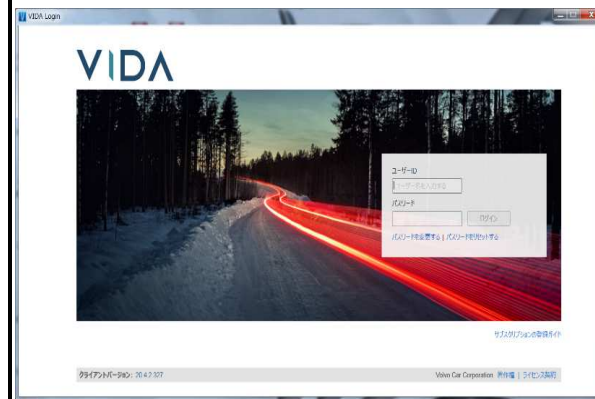 VIDA Login
VIDA
ユーザーID
ユーザーIDを入力する
パスワード
ログイン
パスワードを変更する | パスワードをリセットする
サブスクリプションの取得ガイド
クライアントバージョン: 20.4.2.327
Volvo Car Corporation 著作権 | ライセンス契約